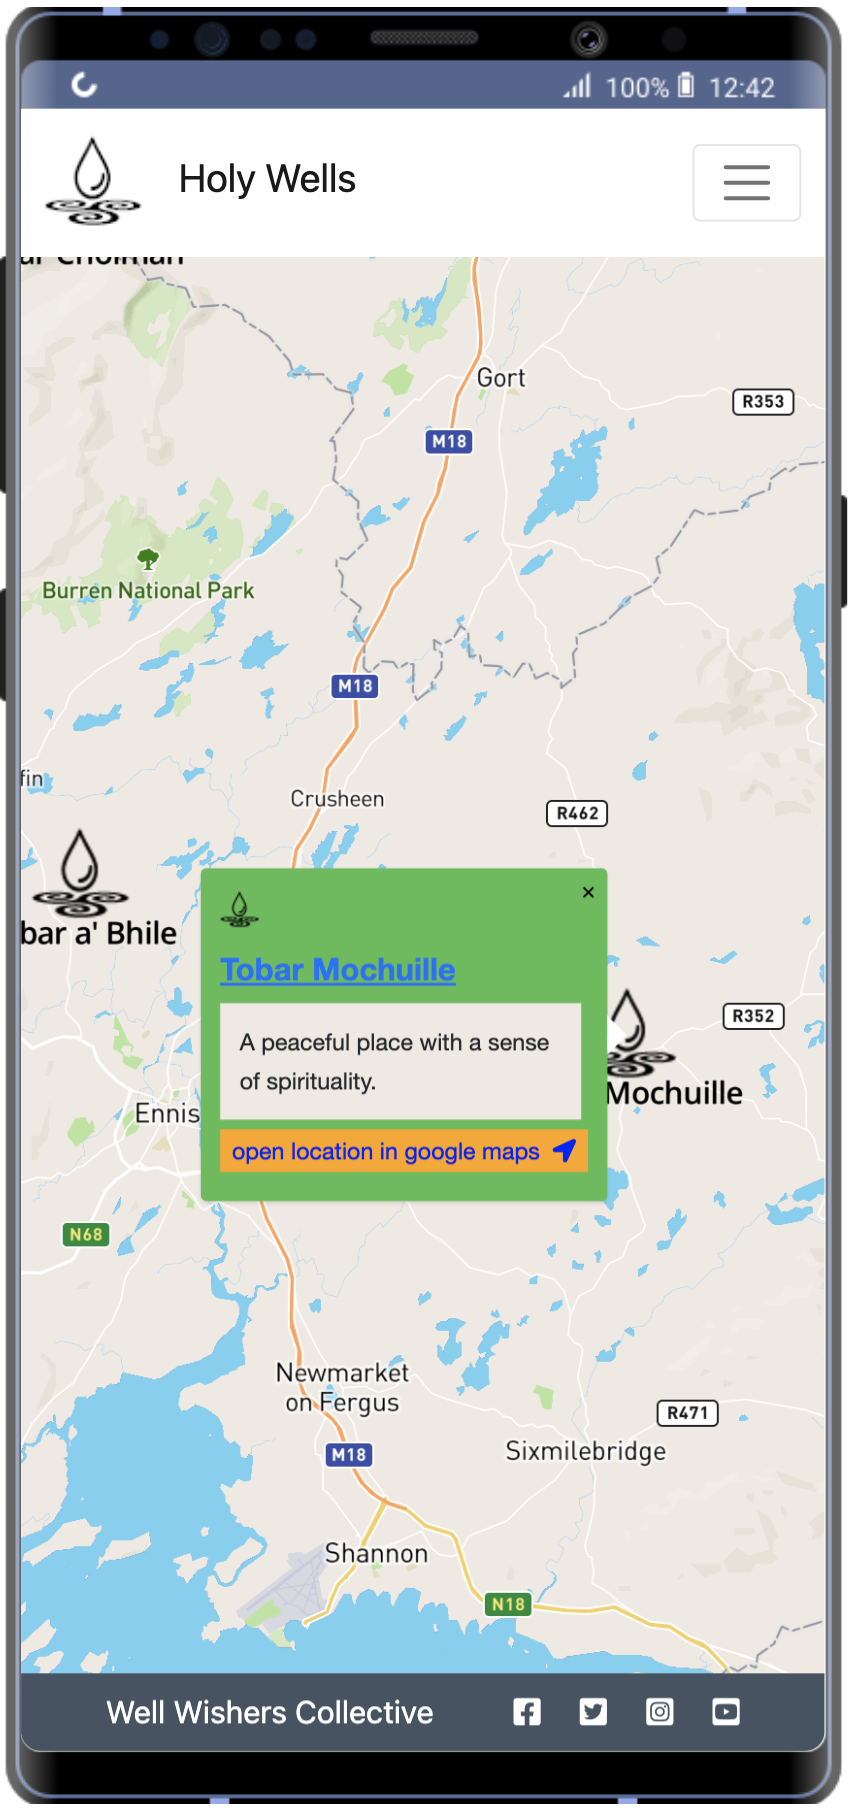 100% 12:42
Holy Wells
Gort
R353
M18
Burren National Park
M18
fin
Crusheen
R462
bar a' Bhile
×
Tobar Mochuille
R352
A peaceful place with a sense
of spirituality.
Mochuille
Ennis
open location in google maps
N68
Newmarket
on Fergus
R471
M18
Sixmilebridge
Shannon
N18
Well Wishers Collective